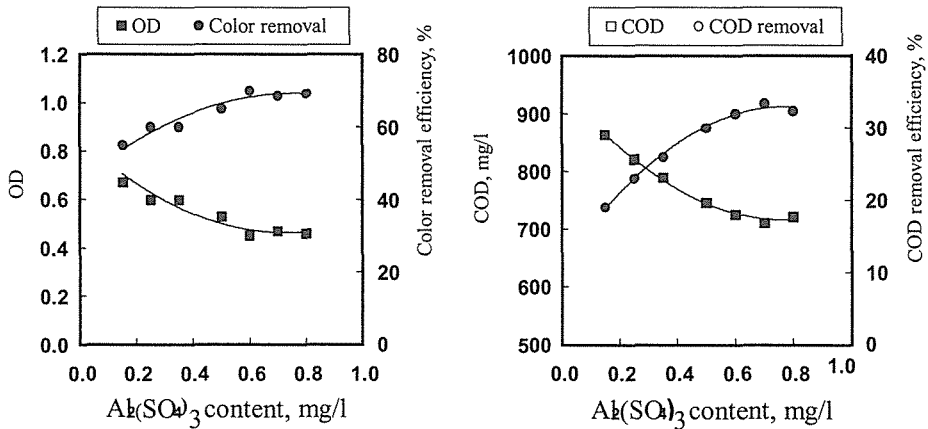 OD Color removal
1.2
1.0
0.8
0.6
0.4
0.2
0.0
OD
80
60
40
20
0
Color removal efficiency, %
0.0 0.2 0.4 0.6 0.8 1.0
Al2(SO4)3 content, mg/l
COD COD removal
1000
900
800
700
600
500
COD, mg/l
40
30
20
10
0
COD removal efficiency, %
0.0 0.2 0.4 0.6 0.8 1.0
Al2(SO4)3 content, mg/l